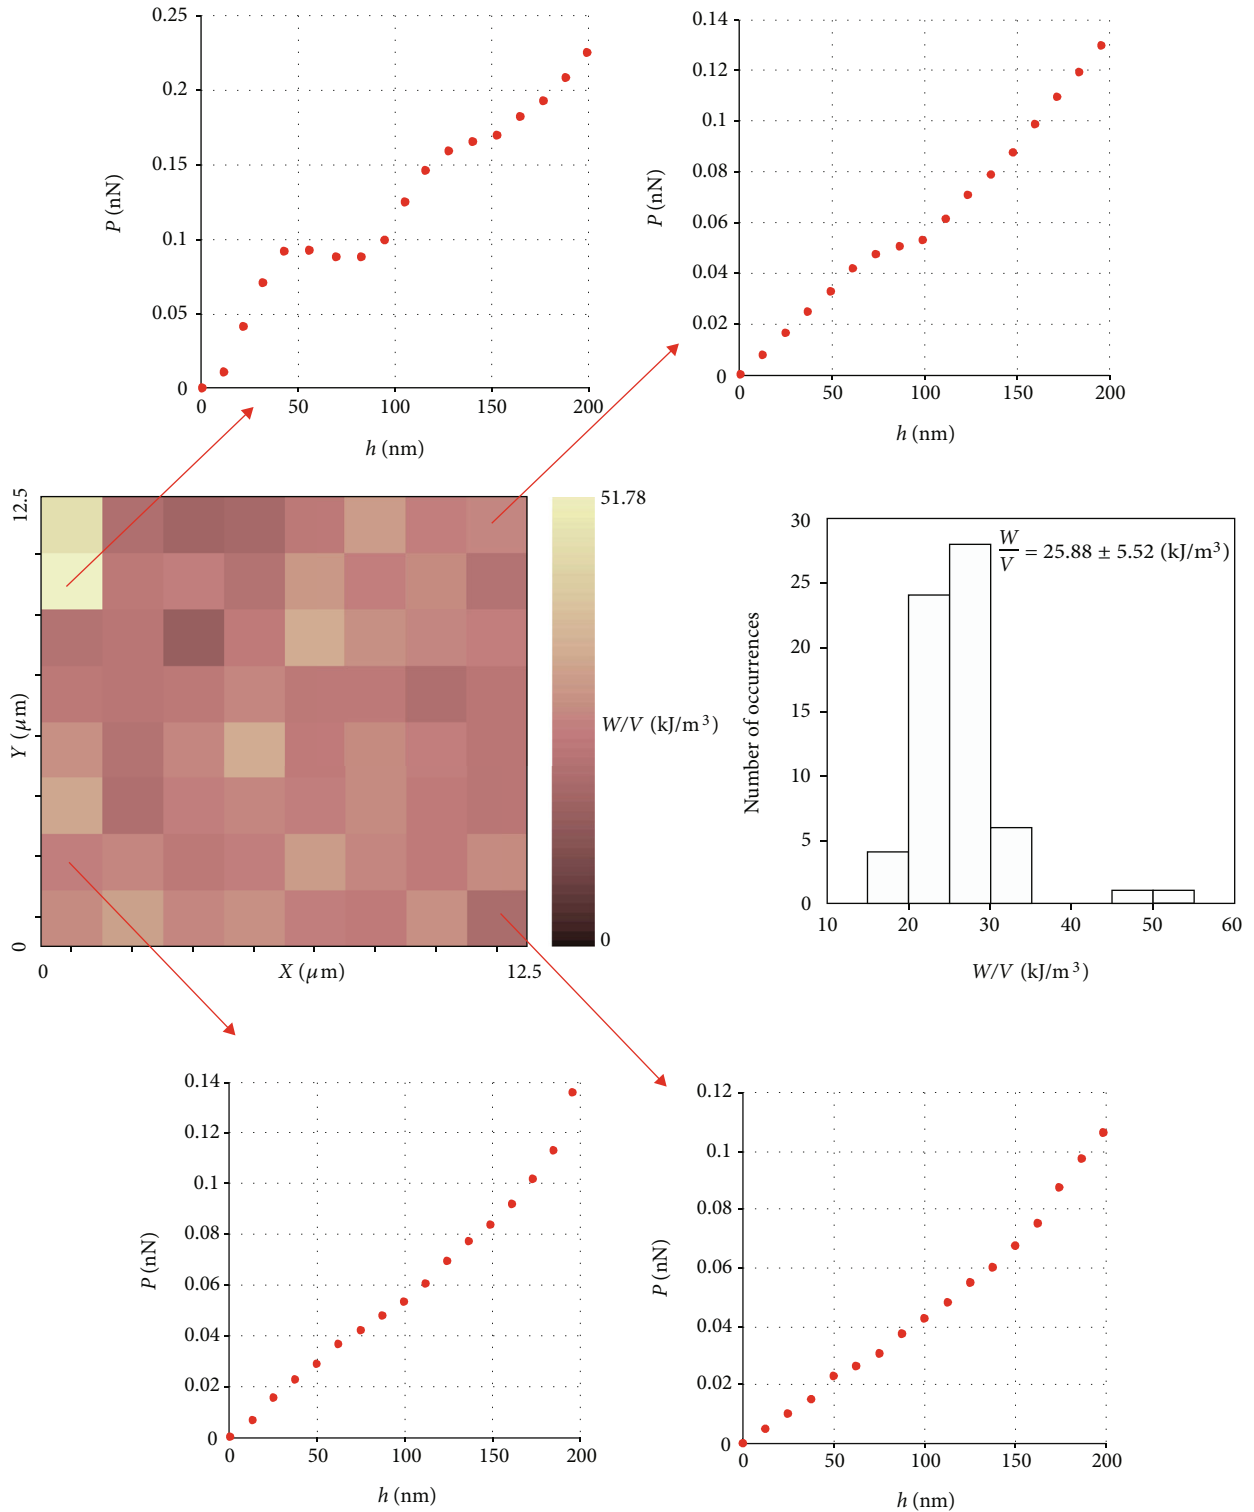 0.25
0.2
0.15
0.1
0.05
0
P (nN)
0 50 100 150 200
h (nm)
0.14
0.12
0.1
0.08
0.06
0.04
0.02
0
P (nN)
0 50 100 150 200
h (nm)
12.5
Y (μm)
0
0 X (μm) 12.5
51.78
W/V (kJ/m³)
0
30
25
20
15
10
5
0
Number of occurrences
W/V = 25.88 ± 5.52 (kJ/m³)
10 20 30 40 50 60
W/V (kJ/m³)
0.14
0.12
0.1
0.08
0.06
0.04
0.02
0
P (nN)
0 50 100 150 200
h (nm)
0.12
0.1
0.08
0.06
0.04
0.02
0
P (nN)
0 50 100 150 200
h (nm)